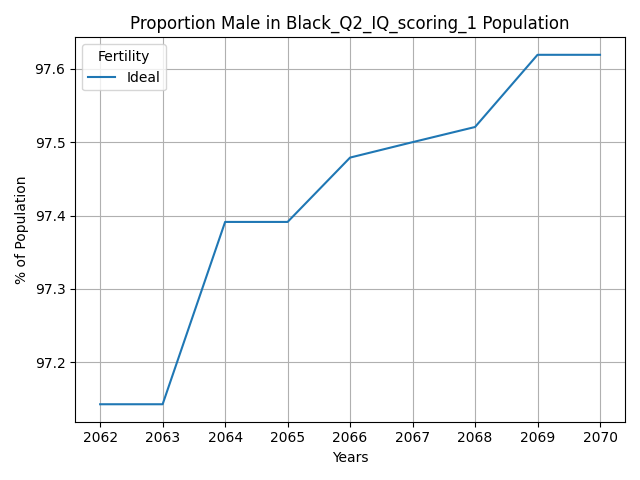 Proportion Male in Black_Q2_IQ_scoring_1 Population
Fertility
Ideal
% of Population
97.6
97.5
97.4
97.3
97.2
2062 2063 2064 2065 2066 2067 2068 2069 2070
Years